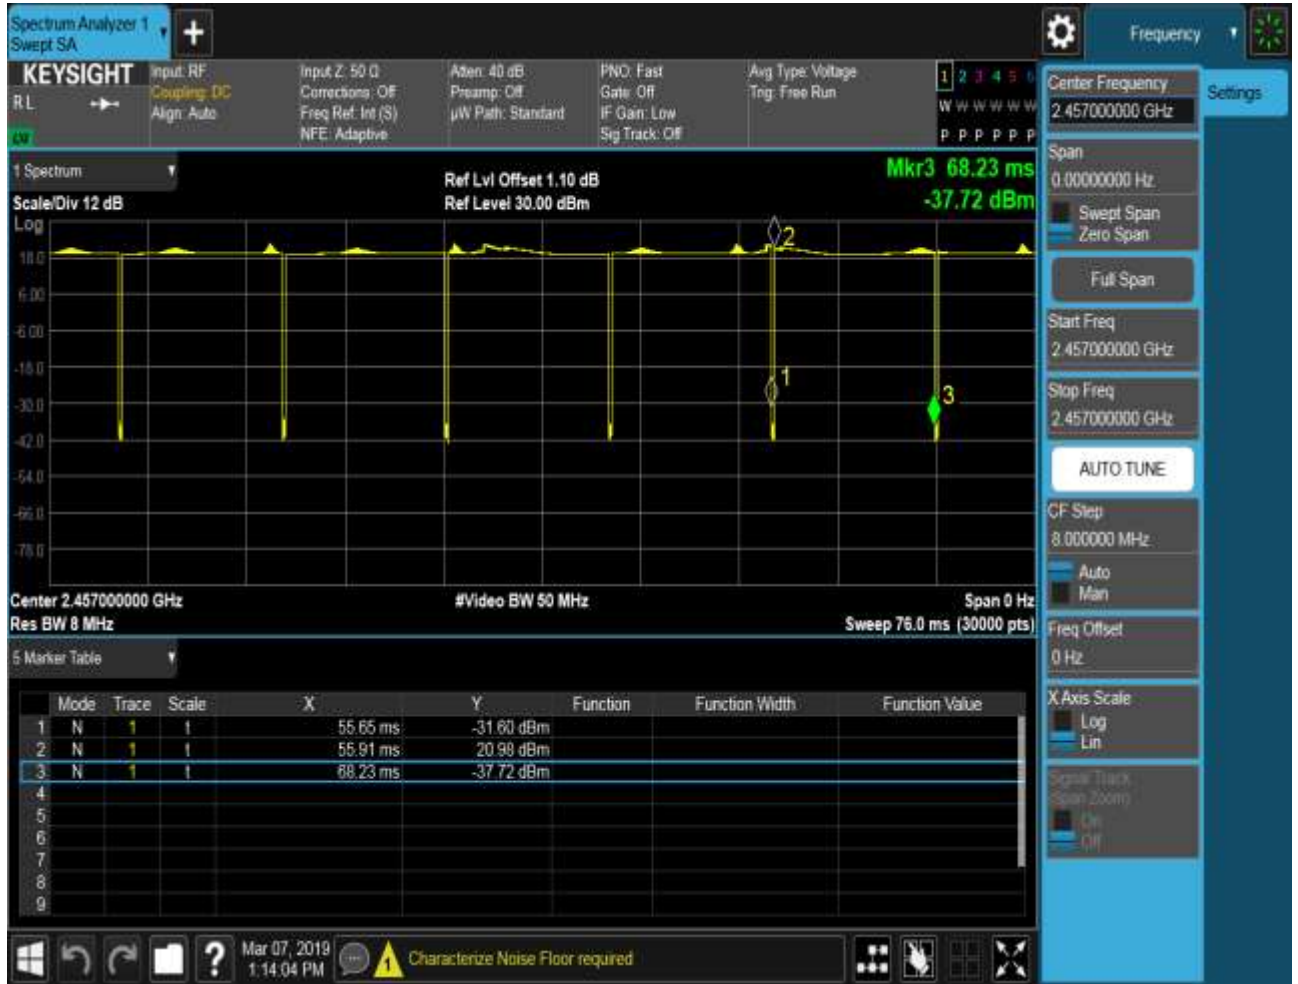 Spectrum Analyzer 1
Swept SA
Frequency
KEYSIGHT
R L
Input: RF
Coupling: DC
Align: Auto
Input Z: 50 Ω
Corrections: Off
Freq Ref: Int (S)
NFE: Adaptive
Atten: 40 dB
Preamp: Off
µW Path: Standard
PNO: Fast
Gate: Off
IF Gain: Low
Sig Track: Off
Avg Type: Voltage
Trig: Free Run
1 2 3 4 5 6
W W W W W W
P P P P P P
1 Spectrum
Scale/Div 12 dB
Ref Lvl Offset 1.10 dB
Ref Level 30.00 dBm
Mkr3 68.23 ms
-37.72 dBm
Log
18.0
6.00
-6.00
-18.0
-30.0
-42.0
-54.0
-66.0
-78.0
2
1
3
Center 2.457000000 GHz
Res BW 8 MHz
#Video BW 50 MHz
Span 0 Hz
Sweep 76.0 ms (30000 pts)
5 Marker Table
Mode Trace Scale X Y Function Function Width Function Value
1 N 1 t 55.65 ms -31.60 dBm
2 N 1 t 55.91 ms 20.98 dBm
3 N 1 t 68.23 ms -37.72 dBm
4
5
6
7
8
9
Mar 07, 2019
1:14:04 PM
?
1
Characterize Noise Floor required
Center Frequency
2.457000000 GHz
Settings
Span
0.00000000 Hz
Swept Span
Zero Span
Full Span
Start Freq
2.457000000 GHz
Stop Freq
2.457000000 GHz
AUTO TUNE
CF Step
8.000000 MHz
Auto
Man
Freq Offset
0 Hz
X Axis Scale
Log
Lin
Signal Track
(Span Zoom)
On
Off